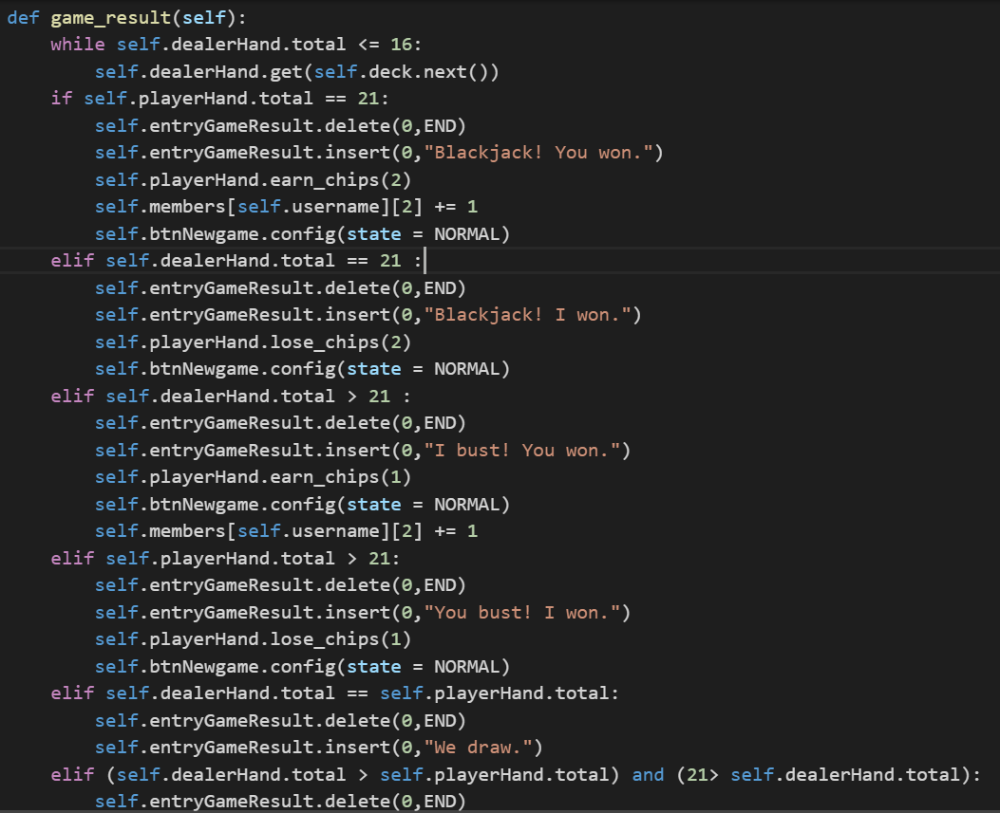 def game_result(self):
    while self.dealerHand.total <= 16:
        self.dealerHand.get(self.deck.next())
    if self.playerHand.total == 21:
        self.entryGameResult.delete(0,END)
        self.entryGameResult.insert(0,"Blackjack! You won.")
        self.playerHand.earn_chips(2)
        self.members[self.username][2] += 1
        self.btnNewgame.config(state = NORMAL)
    elif self.dealerHand.total == 21 :
        self.entryGameResult.delete(0,END)
        self.entryGameResult.insert(0,"Blackjack! I won.")
        self.playerHand.lose_chips(2)
        self.btnNewgame.config(state = NORMAL)
    elif self.dealerHand.total > 21 :
        self.entryGameResult.delete(0,END)
        self.entryGameResult.insert(0,"I bust! You won.")
        self.playerHand.earn_chips(1)
        self.btnNewgame.config(state = NORMAL)
        self.members[self.username][2] += 1
    elif self.playerHand.total > 21:
        self.entryGameResult.delete(0,END)
        self.entryGameResult.insert(0,"You bust! I won.")
        self.playerHand.lose_chips(1)
        self.btnNewgame.config(state = NORMAL)
    elif self.dealerHand.total == self.playerHand.total:
        self.entryGameResult.delete(0,END)
        self.entryGameResult.insert(0,"We draw.")
    elif (self.dealerHand.total > self.playerHand.total) and (21> self.dealerHand.total):
        self.entryGameResult.delete(0,END)